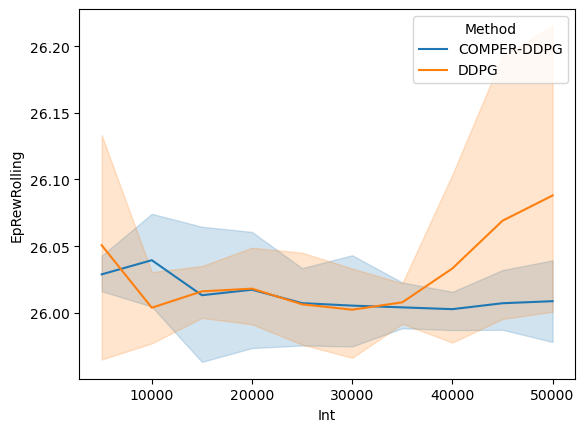 Method
COMPER-DDPG
DDPG
26.20
26.15
26.10
26.05
26.00
EpRewRolling
10000 20000 30000 40000 50000
Int